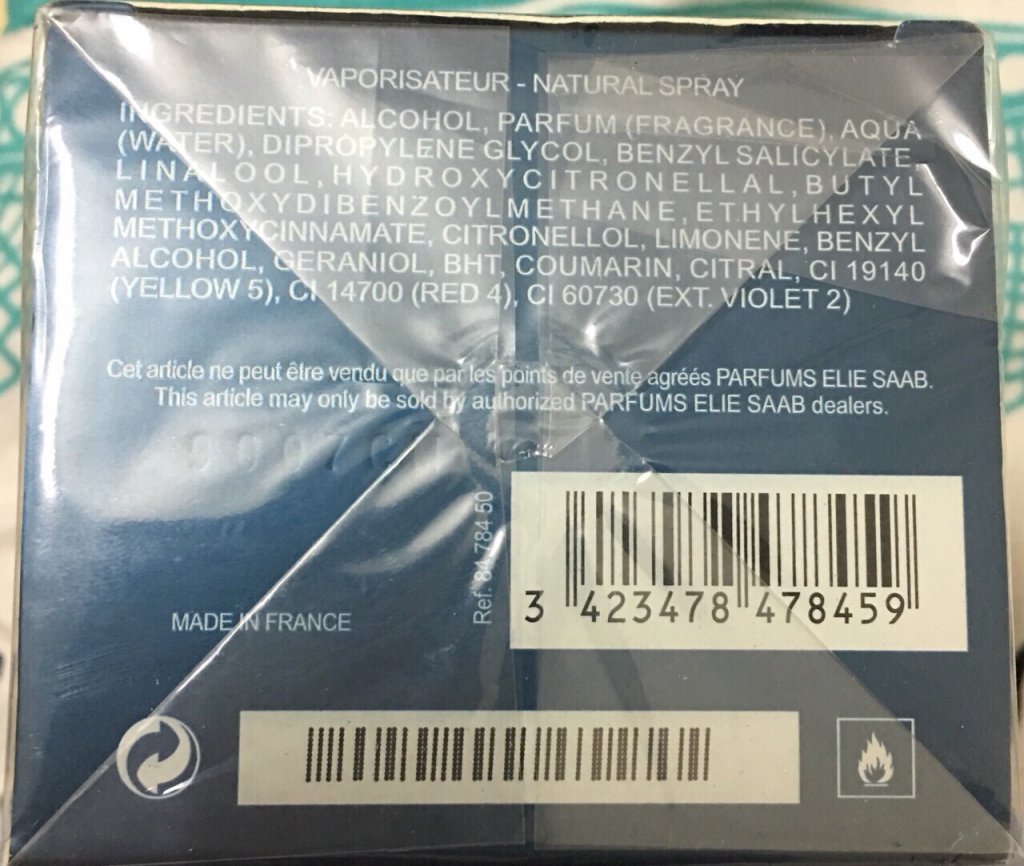 VAPORISATEUR - NATURAL SPRAY
INGREDIENTS: ALCOHOL, PARFUM (FRAGRANCE), AQUA
(WATER), DIPROPYLENE GLYCOL, BENZYL SALICYLATE,
LINALOOL, HYDROXYCITRONELLAL, BUTYL
METHOXYDIBENZOYLMETHANE, ETHYLHEXYL
METHOXYCINNAMATE, CITRONELLOL, LIMONENE, BENZYL
ALCOHOL, GERANIOL, BHT, COUMARIN, CITRAL, CI 19140
(YELLOW 5), CI 14700 (RED 4), CI 60730 (EXT. VIOLET 2)
Cet article ne peut être vendu que par les points de vente agréés PARFUMS ELIE SAAB.
This article may only be sold by authorized PARFUMS ELIE SAAB dealers.
Ref. 84 784 50
3 423478 478459
MADE IN FRANCE